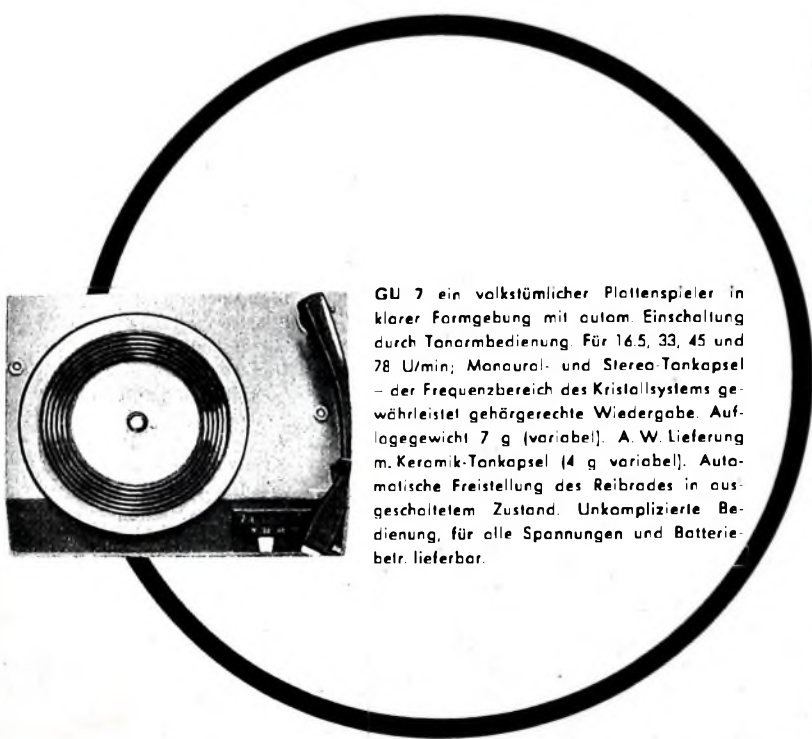 GU 7 ein volkstümlicher Plattenspieler in
klarer Formgebung mit autom. Einschaltung
durch Tonarmbedienung. Für 16.5, 33, 45 und
78 U/min; Monaural- und Stereo-Tonkapsel
– der Frequenzbereich des Kristallsystems ge-
währleistet gehörgerechte Wiedergabe. Auf-
lagegewicht 7 g (variabel). A. W. Lieferung
m. Keramik-Tonkapsel (4 g variabel). Auto-
matische Freistellung des Reibrades in aus-
geschaltetem Zustand. Unkomplizierte Be-
dienung, für alle Spannungen und Batterie-
betr. lieferbar.